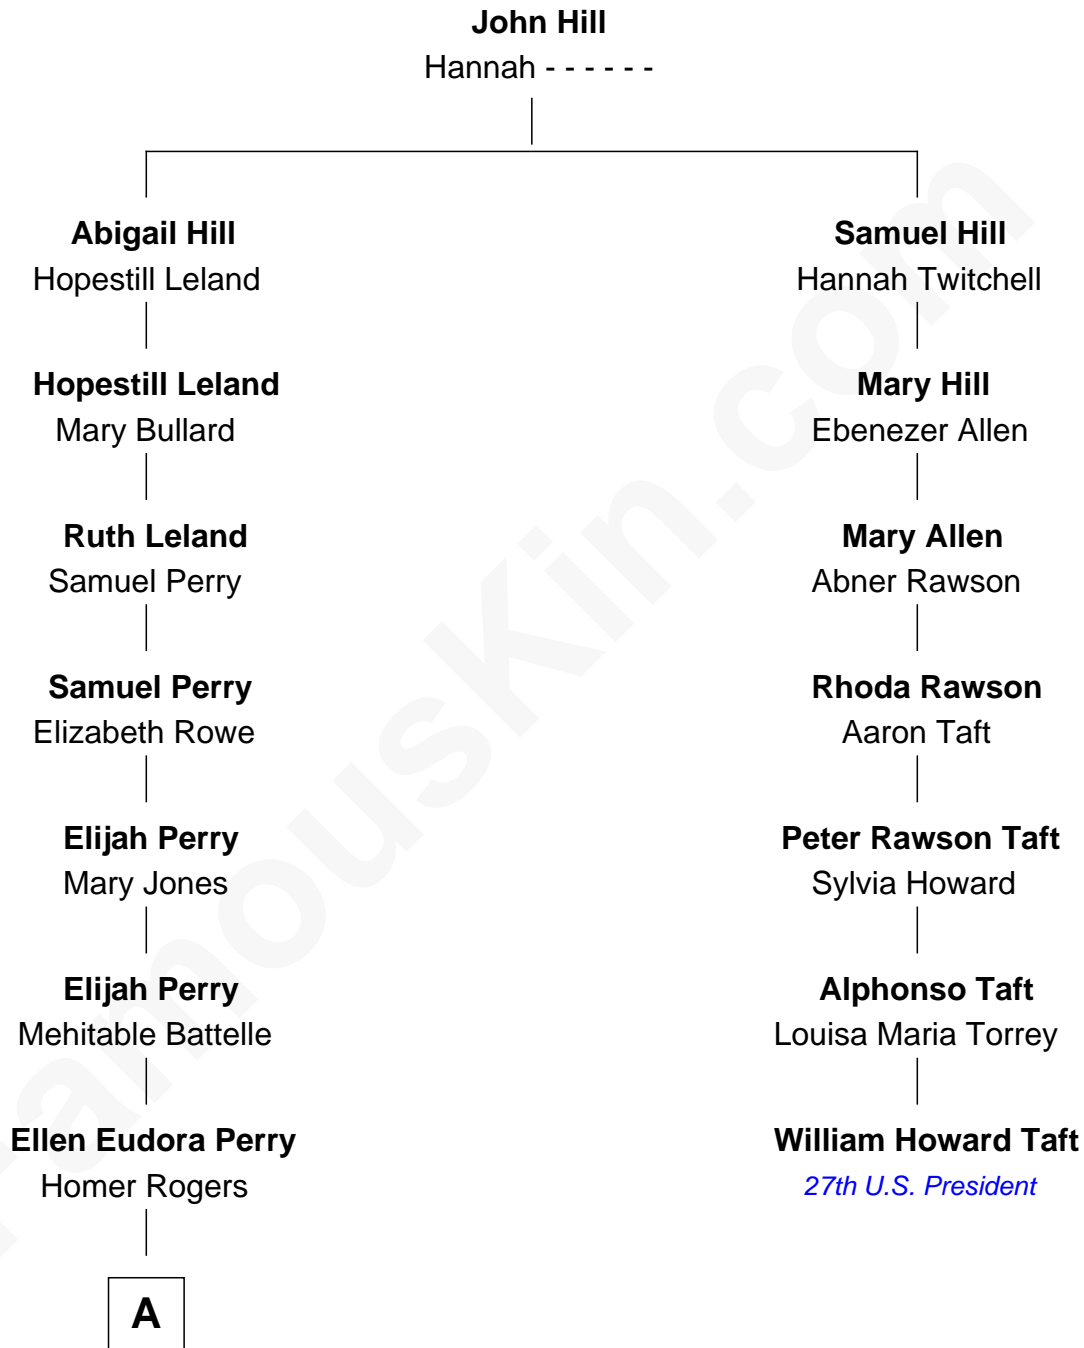 John Hill
Hannah - - - - - -
Abigail Hill
Hopestill Leland
Samuel Hill
Hannah Twitchell
Hopestill Leland
Mary Bullard
Mary Hill
Ebenezer Allen
Ruth Leland
Samuel Perry
Mary Allen
Abner Rawson
Samuel Perry
Elizabeth Rowe
Rhoda Rawson
Aaron Taft
Elijah Perry
Mary Jones
Peter Rawson Taft
Sylvia Howard
Elijah Perry
Mehitable Battelle
Alphonso Taft
Louisa Maria Torrey
Ellen Eudora Perry
Homer Rogers
William Howard Taft
27th U.S. President
A
FamousKin.com